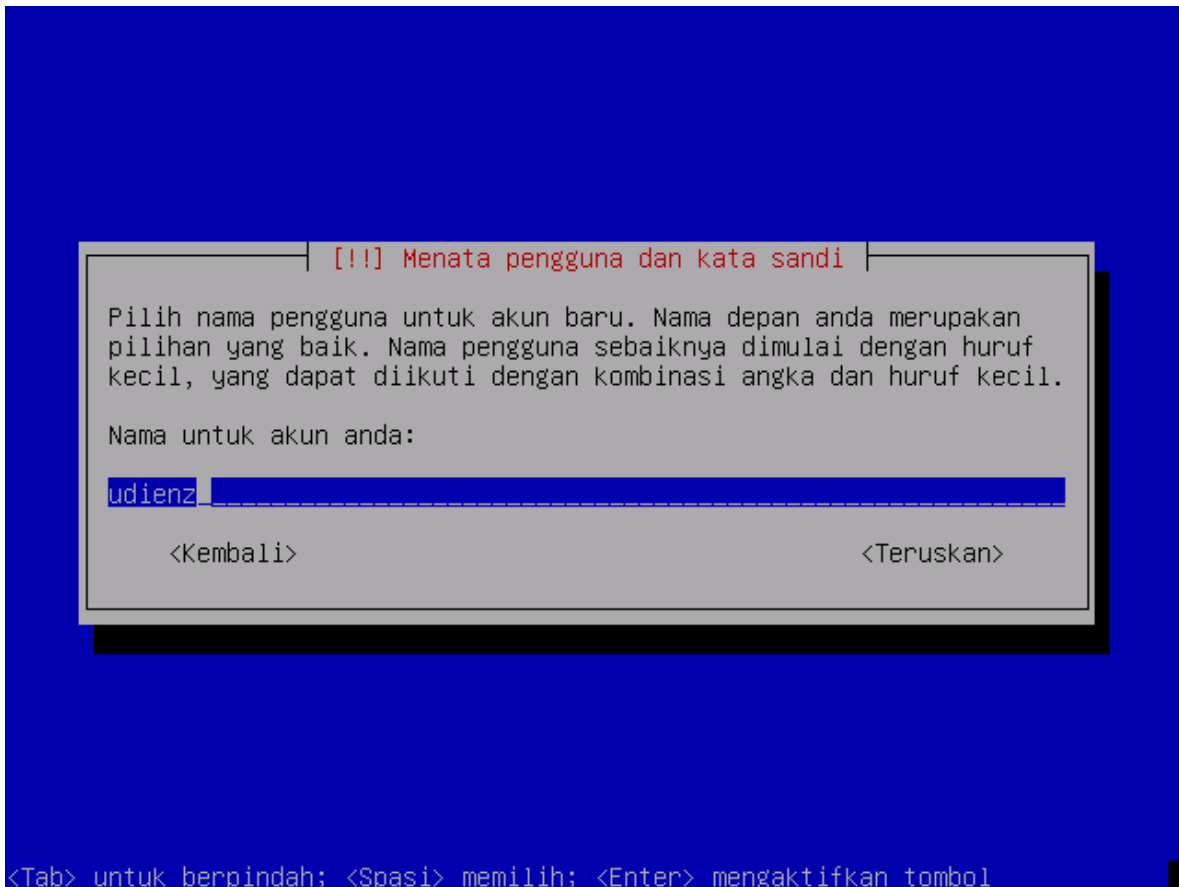 [!!] Menata pengguna dan kata sandi
Pilih nama pengguna untuk akun baru. Nama depan anda merupakan
pilihan yang baik. Nama pengguna sebaiknya dimulai dengan huruf
kecil, yang dapat diikuti dengan kombinasi angka dan huruf kecil.
Nama untuk akun anda:
udienz
<Kembali> <Teruskan>
<Tab> untuk berpindah; <Spasi> memilih; <Enter> mengaktifkan tombol